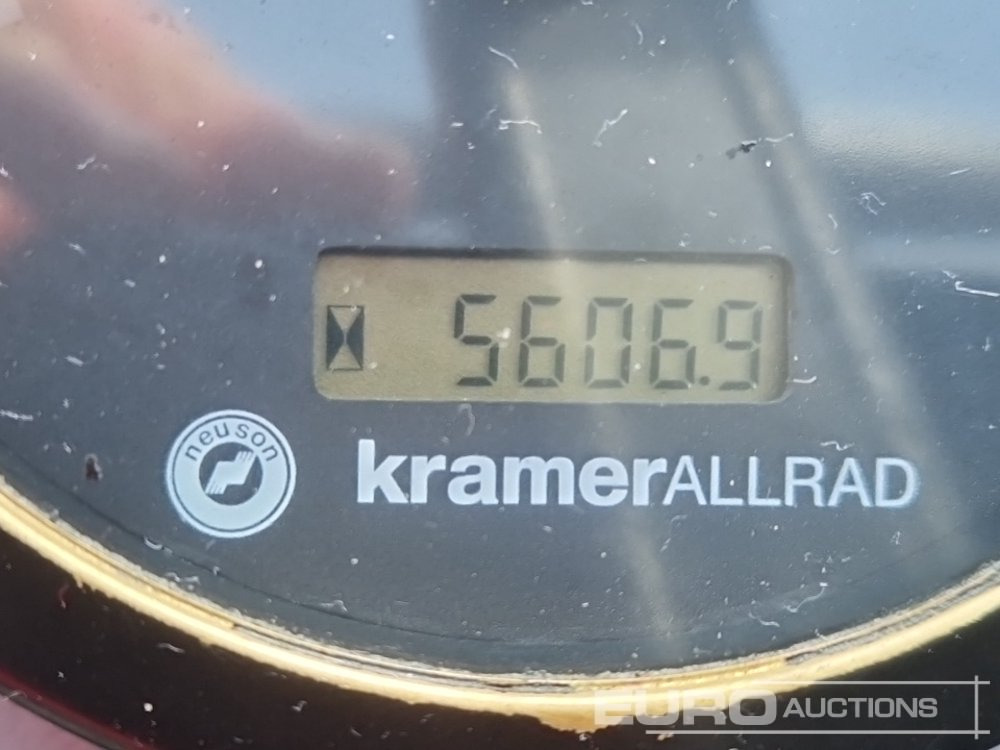 5606.9
neuson
kramerALLRAD
EURO AUCTIONS